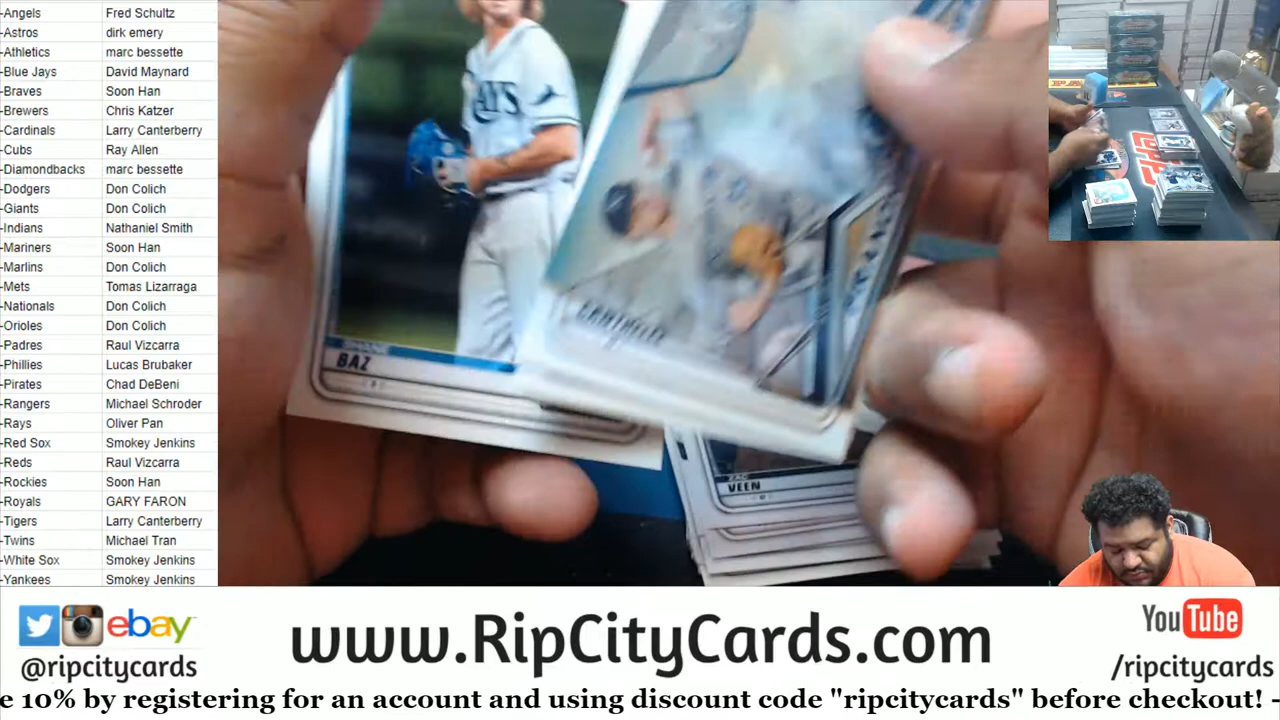 -Angels Fred Schultz
-Astros dirk emery
-Athletics marc bessette
-Blue Jays David Maynard
-Braves Soon Han
-Brewers Chris Katzer
-Cardinals Larry Canterberry
-Cubs Ray Allen
-Diamondbacks marc bessette
-Dodgers Don Colich
-Giants Don Colich
-Indians Nathaniel Smith
-Mariners Soon Han
-Marlins Don Colich
-Mets Tomas Lizarraga
-Nationals Don Colich
-Orioles Don Colich
-Padres Raul Vizcarra
-Phillies Lucas Brubaker
-Pirates Chad DeBeni
-Rangers Michael Schroder
-Rays Oliver Pan
-Red Sox Smokey Jenkins
-Reds Raul Vizcarra
-Rockies Soon Han
-Royals GARY FARON
-Tigers Larry Canterberry
-Twins Michael Tran
-White Sox Smokey Jenkins
-Yankees Smokey Jenkins
RAYS
BAZ
VEEN
ebay
@ripcitycards
www.RipCityCards.com
YouTube
/ripcitycards
e 10% by registering for an account and using discount code "ripcitycards" before checkout! -